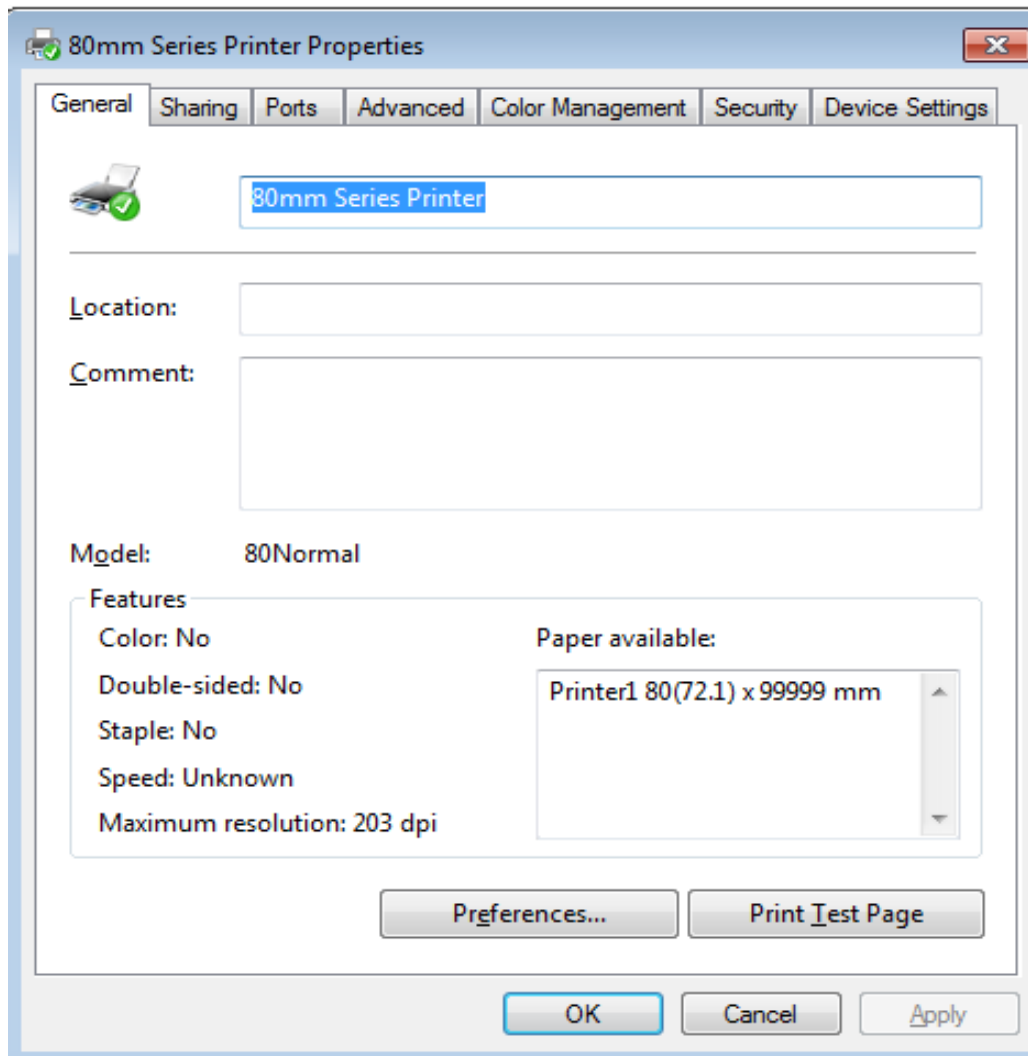 80mm Series Printer Properties
General Sharing Ports Advanced Color Management Security Device Settings
80mm Series Printer
Location:
Comment:
Model: 80Normal
Features
Color: No
Paper available:
Double-sided: No
Printer1 80(72.1) x 99999 mm
Staple: No
Speed: Unknown
Maximum resolution: 203 dpi
Preferences... Print Test Page
OK Cancel Apply